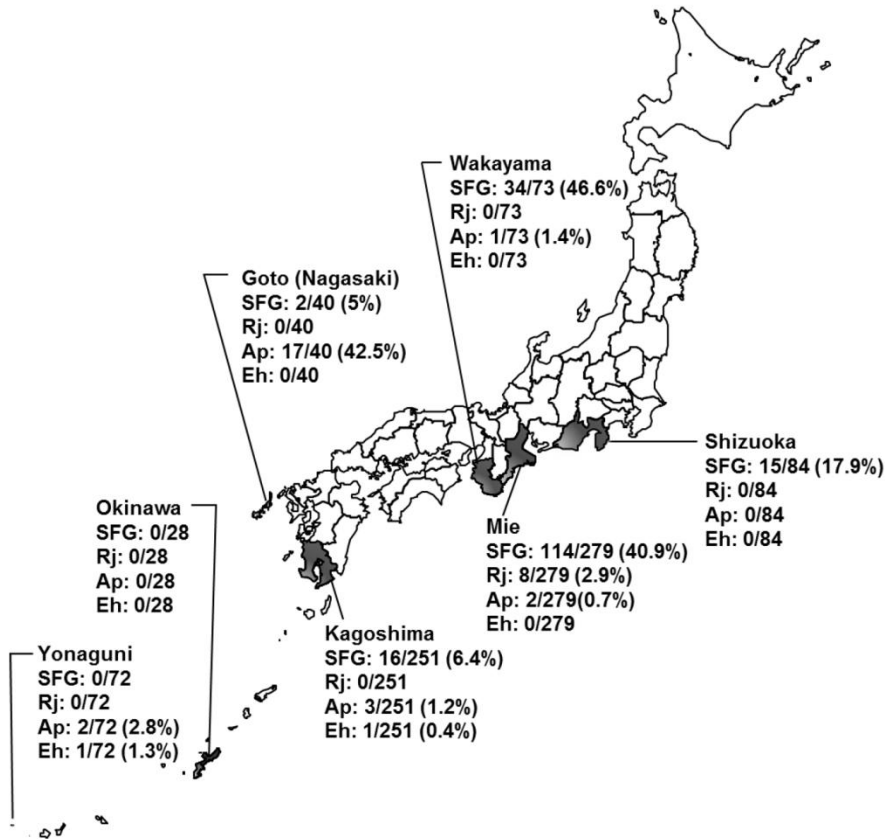 Wakayama
SFG: 34/73 (46.6%)
Rj: 0/73
Ap: 1/73 (1.4%)
Eh: 0/73
Goto (Nagasaki)
SFG: 2/40 (5%)
Rj: 0/40
Ap: 17/40 (42.5%)
Eh: 0/40
Shizuoka
SFG: 15/84 (17.9%)
Rj: 0/84
Ap: 0/84
Eh: 0/84
Okinawa
SFG: 0/28
Rj: 0/28
Ap: 0/28
Eh: 0/28
Mie
SFG: 114/279 (40.9%)
Rj: 8/279 (2.9%)
Ap: 2/279(0.7%)
Eh: 0/279
Kagoshima
SFG: 16/251 (6.4%)
Rj: 0/251
Ap: 3/251 (1.2%)
Eh: 1/251 (0.4%)
Yonaguni
SFG: 0/72
Rj: 0/72
Ap: 2/72 (2.8%)
Eh: 1/72 (1.3%)